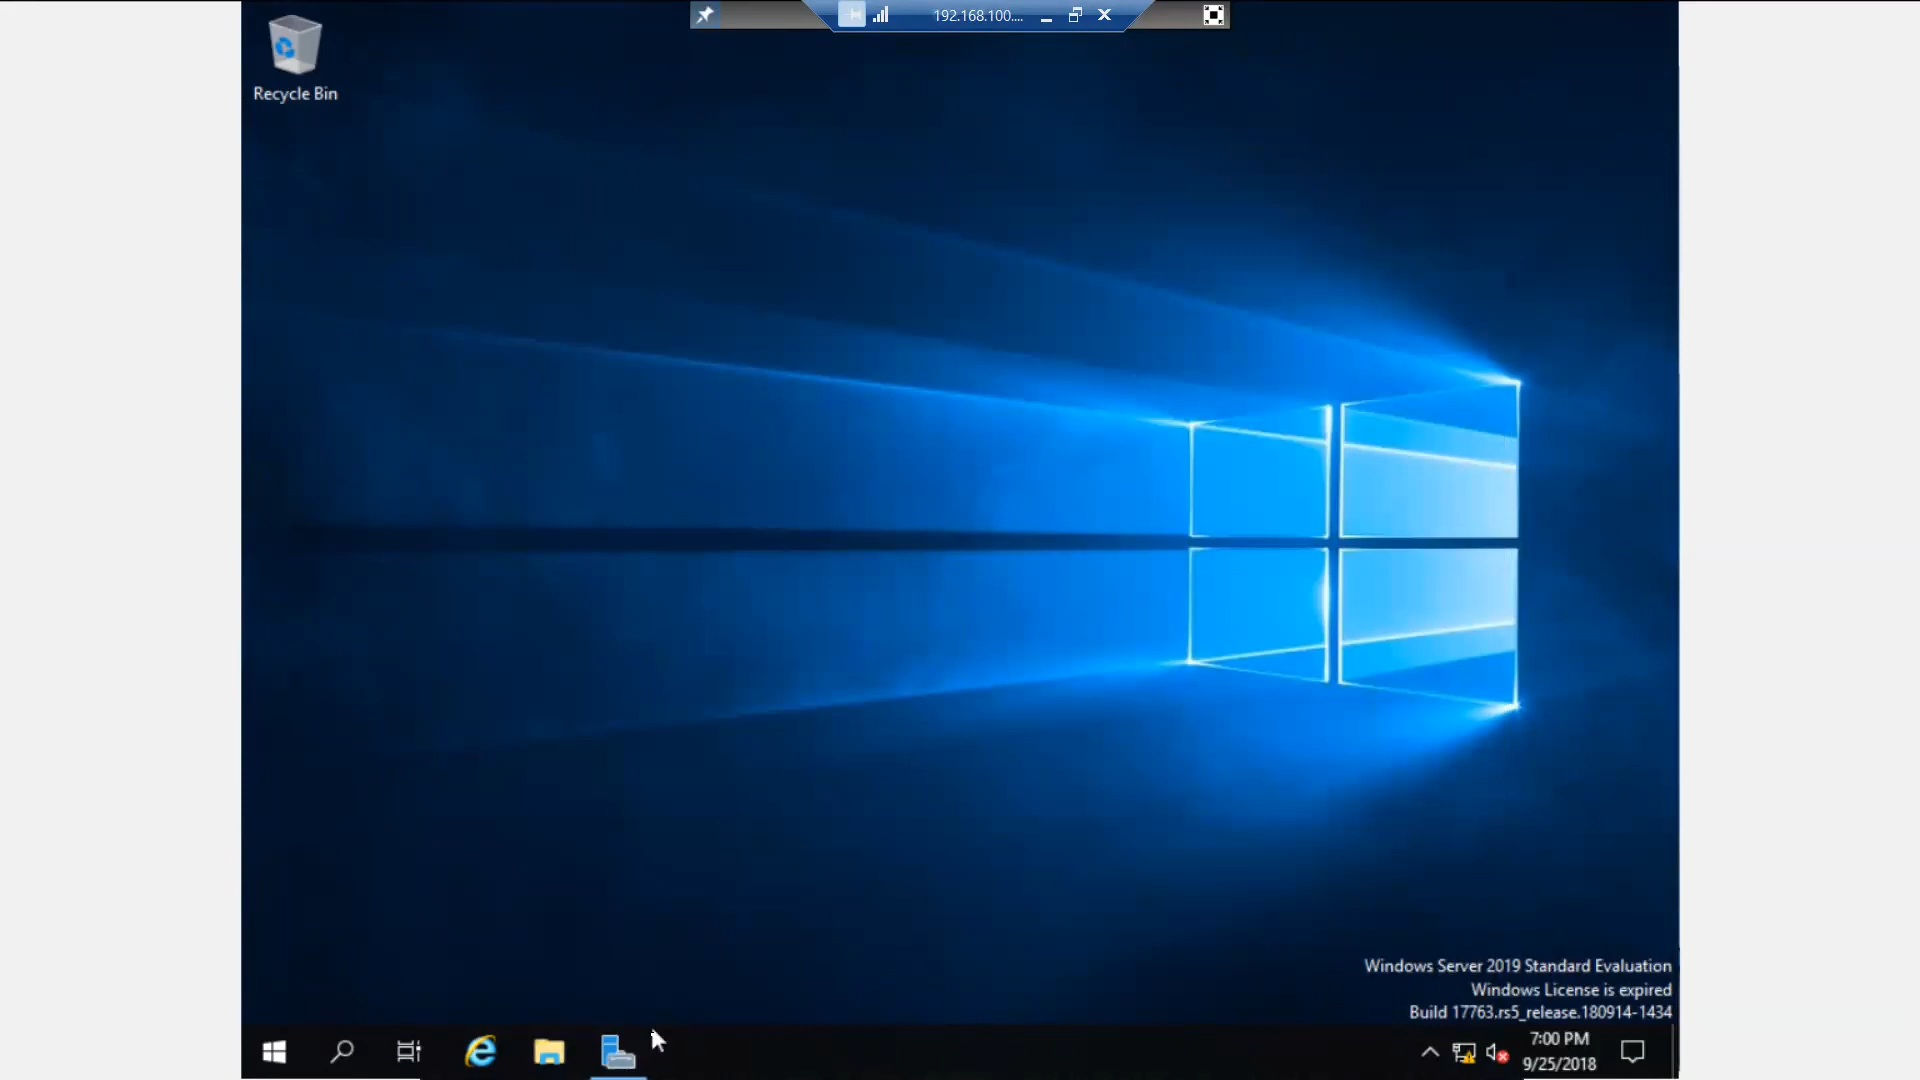 192.168.100....
Recycle Bin
Windows Server 2019 Standard Evaluation
Windows License is expired
Build 17763.rs5_release.180914-1434
7:00 PM
9/25/2018